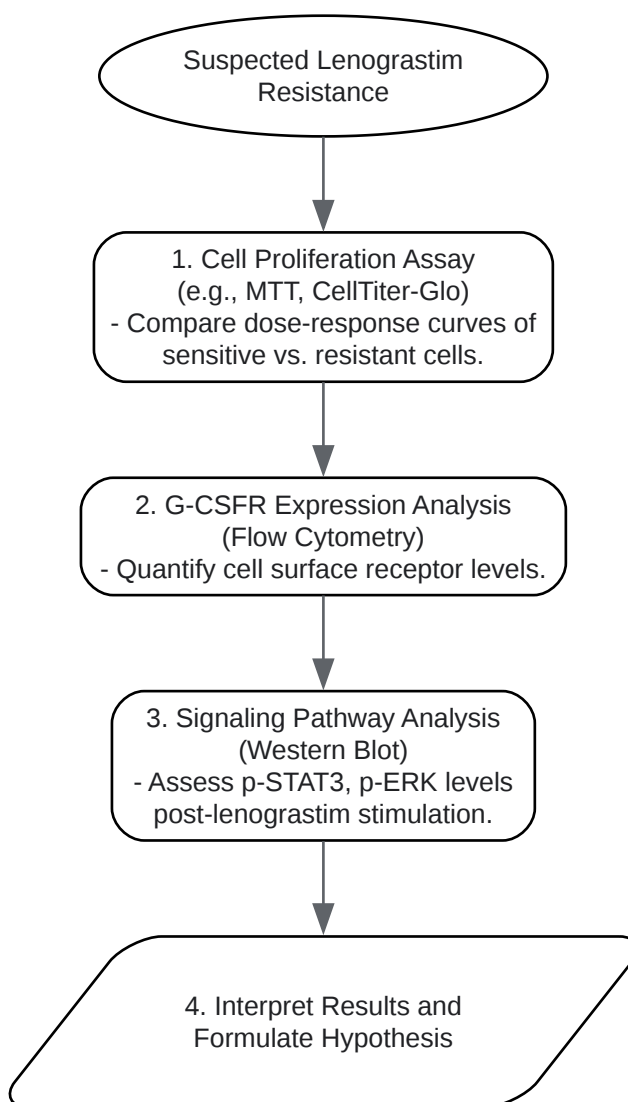 Suspected Lenograstim
Resistance
1. Cell Proliferation Assay
(e.g., MTT, CellTiter-Glo)
- Compare dose-response curves of
sensitive vs. resistant cells.
2. G-CSFR Expression Analysis
(Flow Cytometry)
- Quantify cell surface receptor levels.
3. Signaling Pathway Analysis
(Western Blot)
- Assess p-STAT3, p-ERK levels
post-lenograstim stimulation.
4. Interpret Results and
Formulate Hypothesis